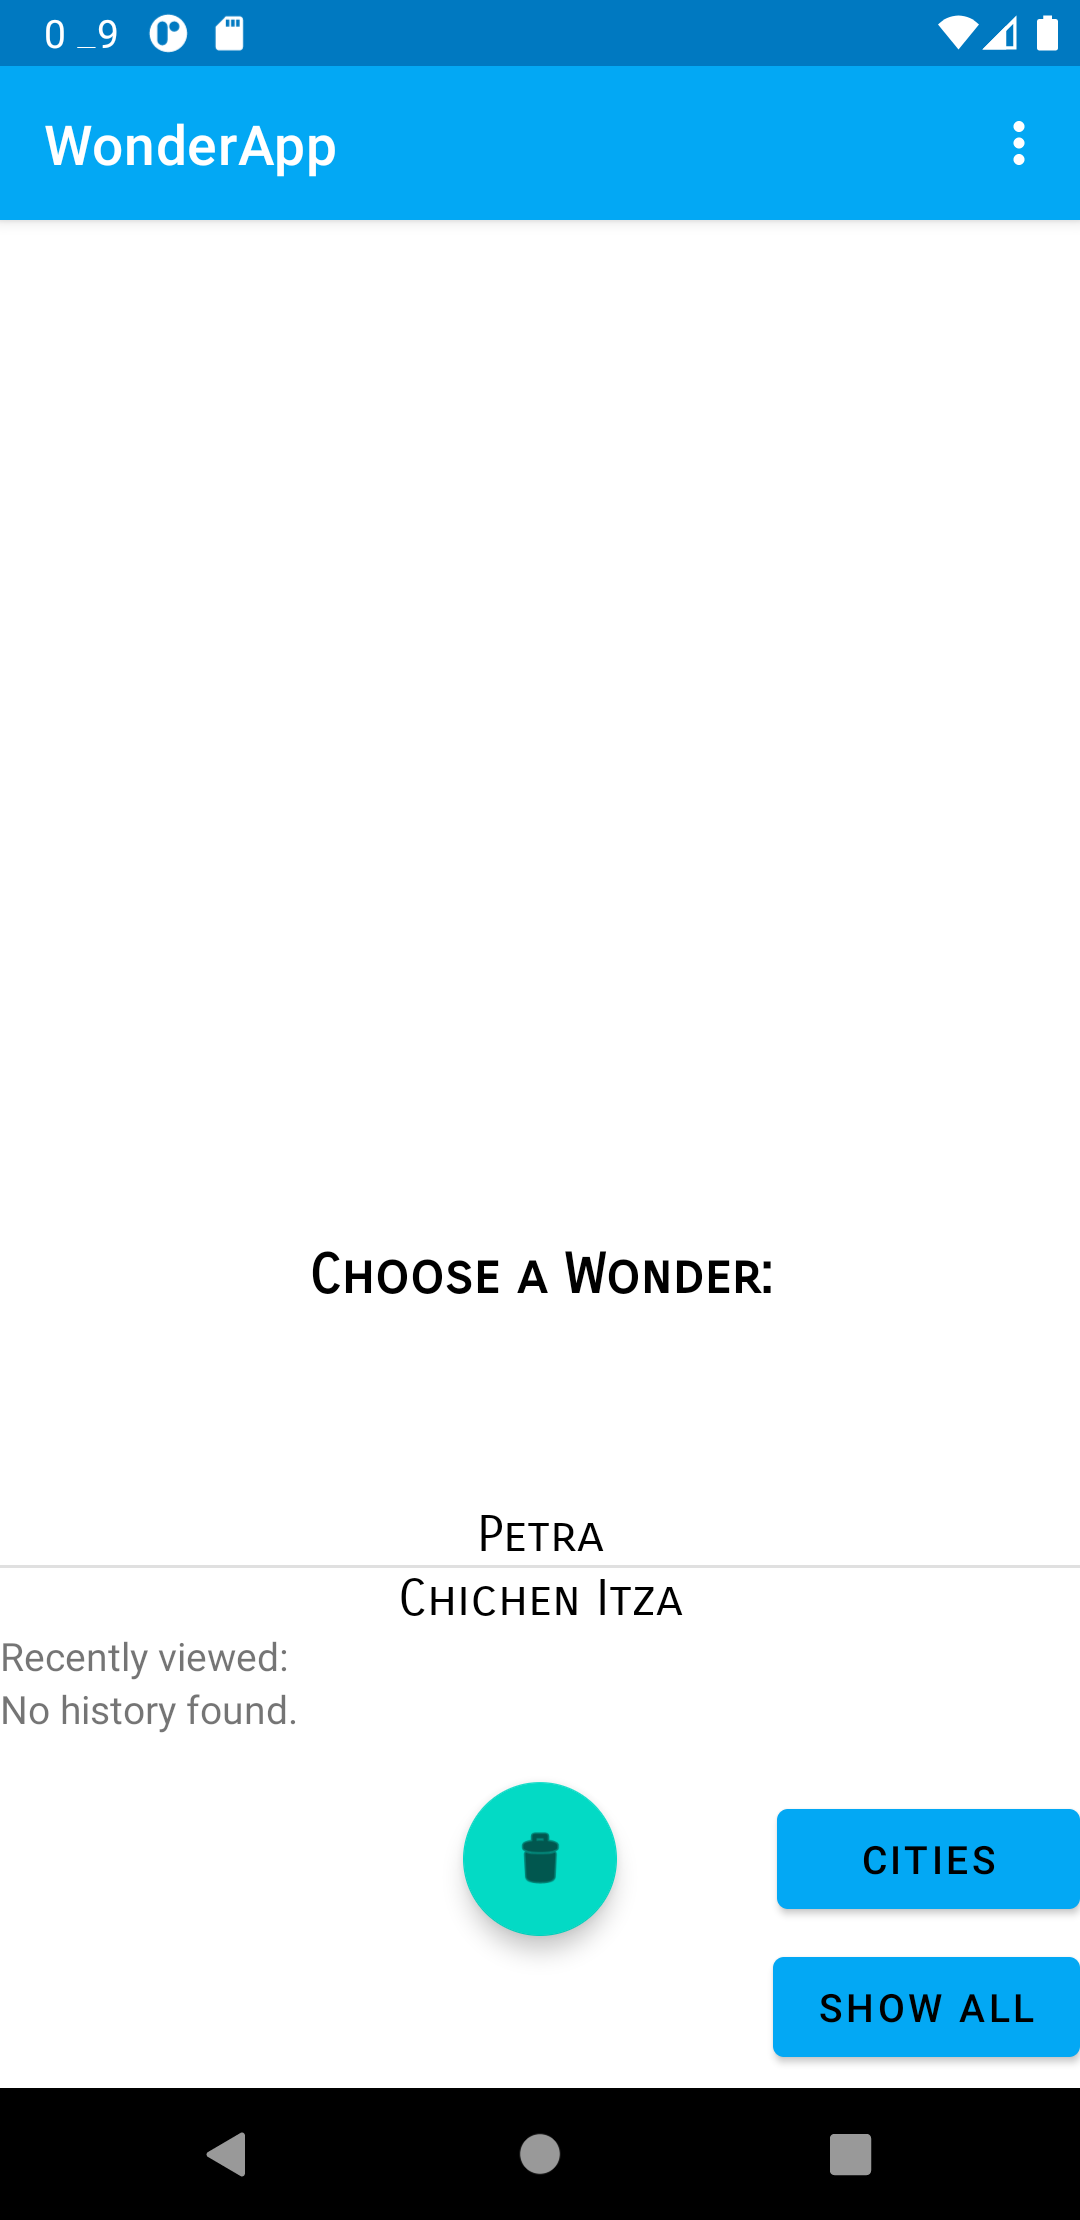 0 _9
WonderApp
Choose a Wonder:
Petra
Chichen Itza
Recently viewed:
No history found.
CITIES
SHOW ALL